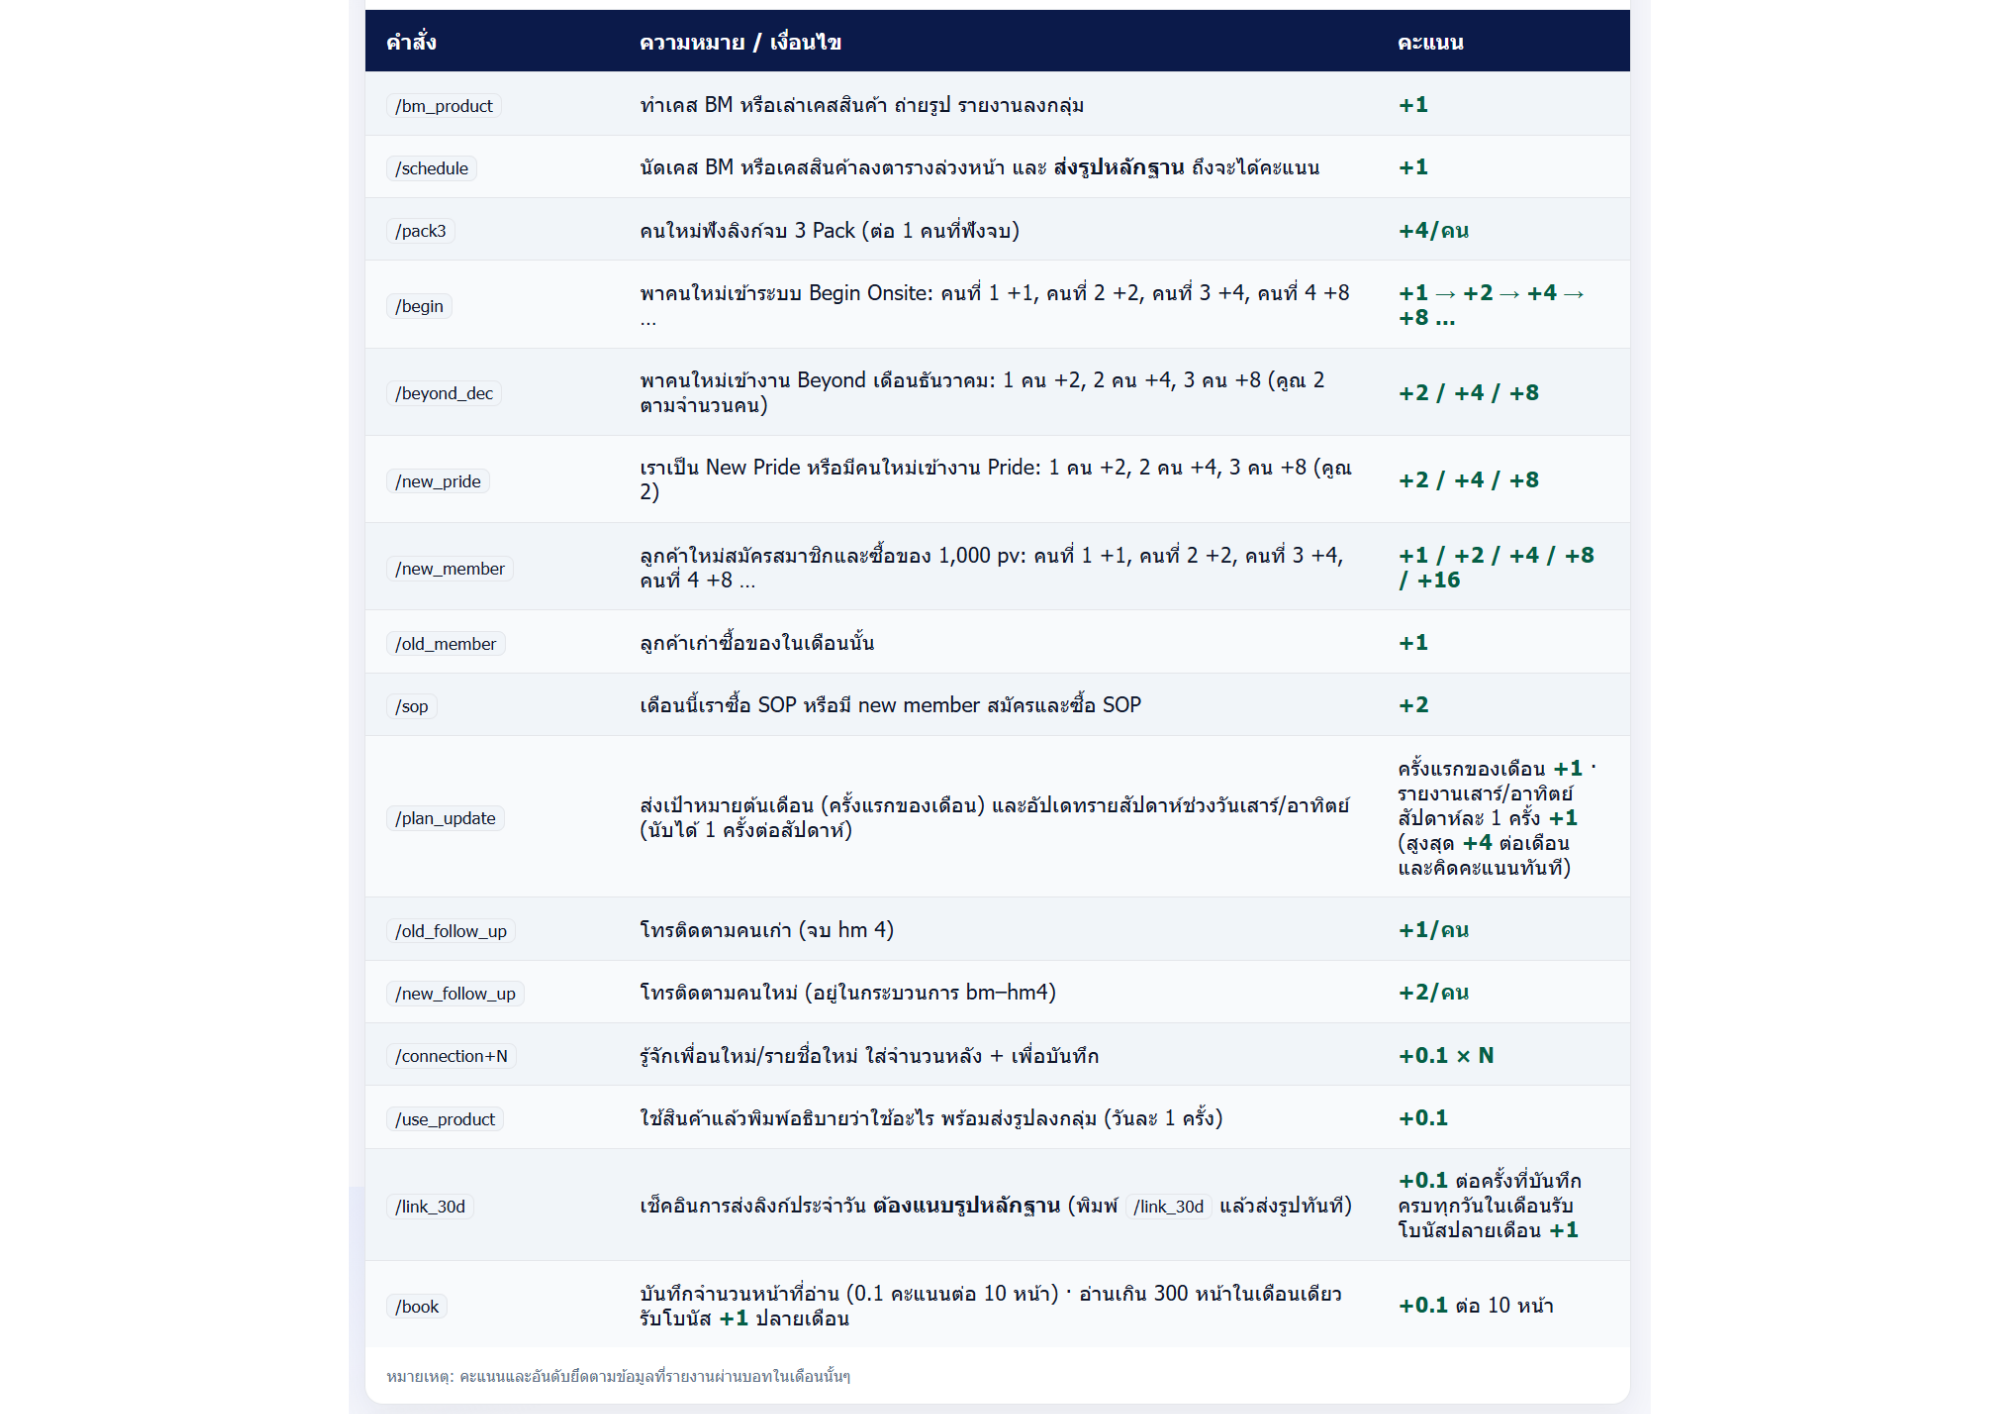 คำสั่ง ความหมาย / เงื่อนไข คะแนน
/bm_product ทำเคส BM หรือเล่าเคสสินค้า ถ่ายรูป รายงานลงกลุ่ม +1
/schedule นัดเคส BM หรือเคสสินค้าลงตารางล่วงหน้า และ ส่งรูปหลักฐาน ถึงจะได้คะแนน +1
/pack3 คนใหม่ฟังลิงก์จบ 3 Pack (ต่อ 1 คนที่ฟังจบ) +4/คน
/begin พาคนใหม่เข้าระบบ Begin Onsite: คนที่ 1 +1, คนที่ 2 +2, คนที่ 3 +4, คนที่ 4 +8
...
+1 → +2 → +4 →
+8 ...
/beyond_dec พาคนใหม่เข้างาน Beyond เดือนธันวาคม: 1 คน +2, 2 คน +4, 3 คน +8 (คูณ 2
ตามจำนวนคน)
+2 / +4 / +8
/new_pride เราเป็น New Pride หรือมีคนใหม่เข้างาน Pride: 1 คน +2, 2 คน +4, 3 คน +8 (คูณ
2)
+2 / +4 / +8
/new_member ลูกค้าใหม่สมัครสมาชิกและซื้อของ 1,000 pv: คนที่ 1 +1, คนที่ 2 +2, คนที่ 3 +4,
คนที่ 4 +8 ...
+1 / +2 / +4 / +8
/ +16
/old_member ลูกค้าเก่าซื้อของในเดือนนั้น +1
/sop เดือนนี้เราซื้อ SOP หรือมี new member สมัครและซื้อ SOP +2
/plan_update ส่งเป้าหมายต้นเดือน (ครั้งแรกของเดือน) และอัปเดทรายสัปดาห์ช่วงวันเสาร์/อาทิตย์
(นับได้ 1 ครั้งต่อสัปดาห์)
ครั้งแรกของเดือน +1 ·
รายงานเสาร์/อาทิตย์
สัปดาห์ละ 1 ครั้ง +1
(สูงสุด +4 ต่อเดือน
และคิดคะแนนทันที)
/old_follow_up โทรติดตามคนเก่า (จบ hm 4) +1/คน
/new_follow_up โทรติดตามคนใหม่ (อยู่ในกระบวนการ bm–hm4) +2/คน
/connection+N รู้จักเพื่อนใหม่/รายชื่อใหม่ ใส่จำนวนหลัง + เพื่อบันทึก +0.1 × N
/use_product ใช้สินค้าแล้วพิมพ์อธิบายว่าใช้อะไร พร้อมส่งรูปลงกลุ่ม (วันละ 1 ครั้ง) +0.1
/link_30d เช็คอินการส่งลิงก์ประจำวัน ต้องแนบรูปหลักฐาน (พิมพ์ /link_30d แล้วส่งรูปทันที)
+0.1 ต่อครั้งที่บันทึก
ครบทุกวันในเดือนรับ
โบนัสปลายเดือน +1
/book บันทึกจำนวนหน้าที่อ่าน (0.1 คะแนนต่อ 10 หน้า) · อ่านเกิน 300 หน้าในเดือนเดียว
รับโบนัส +1 ปลายเดือน
+0.1 ต่อ 10 หน้า
หมายเหตุ: คะแนนและอันดับยึดตามข้อมูลที่รายงานผ่านบอทในเดือนนั้นๆ